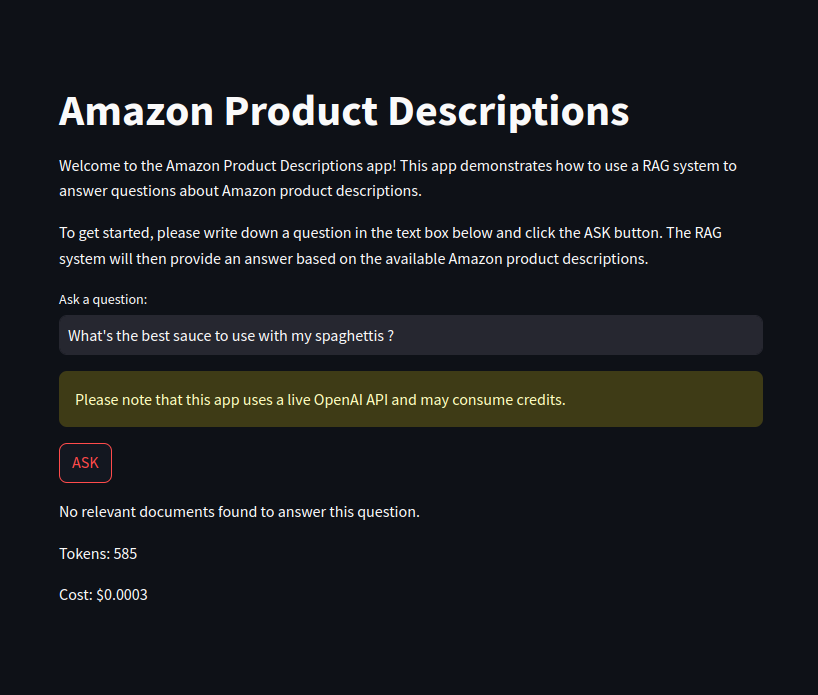 Amazon Product Descriptions
Welcome to the Amazon Product Descriptions app! This app demonstrates how to use a RAG system to
answer questions about Amazon product descriptions.
To get started, please write down a question in the text box below and click the ASK button. The RAG
system will then provide an answer based on the available Amazon product descriptions.
Ask a question:
What's the best sauce to use with my spaghettis ?
Please note that this app uses a live OpenAI API and may consume credits.
ASK
No relevant documents found to answer this question.
Tokens: 585
Cost: $0.0003